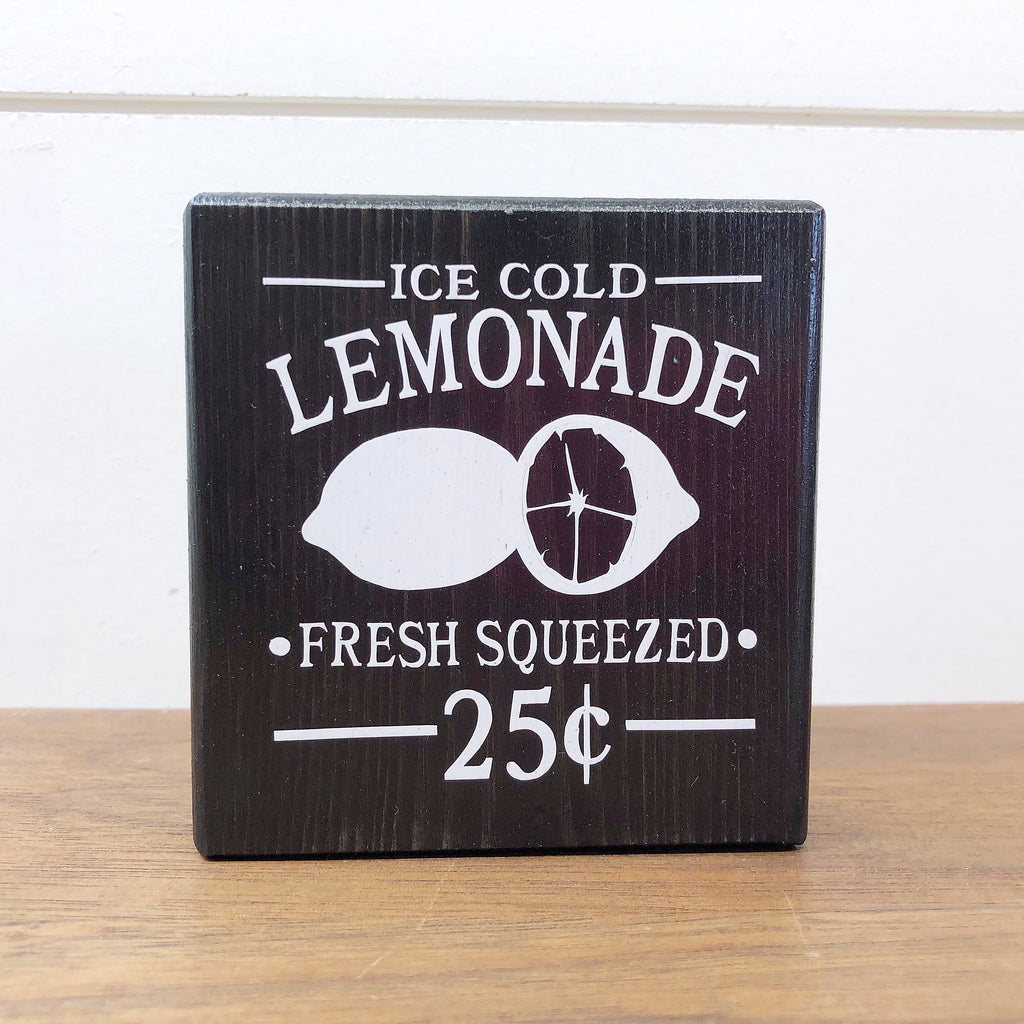 ICE COLD
LEMONADE
•FRESH SQUEEZED•
25¢